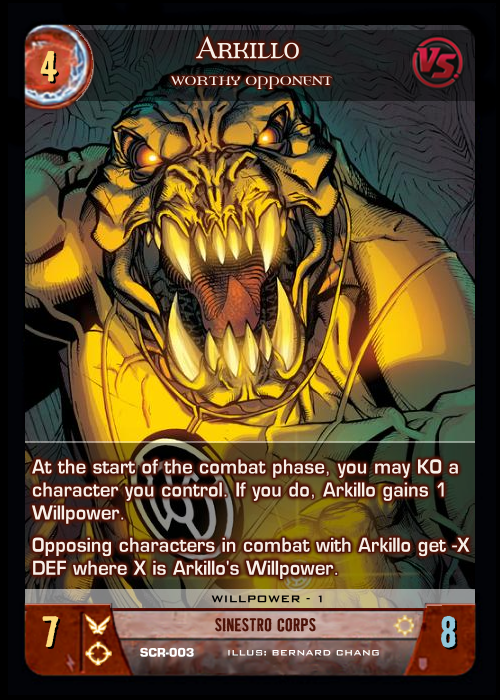 4
ARKILLO
VS.
WORTHY OPPONENT
At the start of the combat phase, you may KO a
character you control. If you do, Arkillo gains 1
Willpower.
Opposing characters in combat with Arkillo get -X
DEF where X is Arkillo's Willpower.
WILLPOWER - 1
7
SINESTRO CORPS
8
SCR-003 ILLUS: BERNARD CHANG